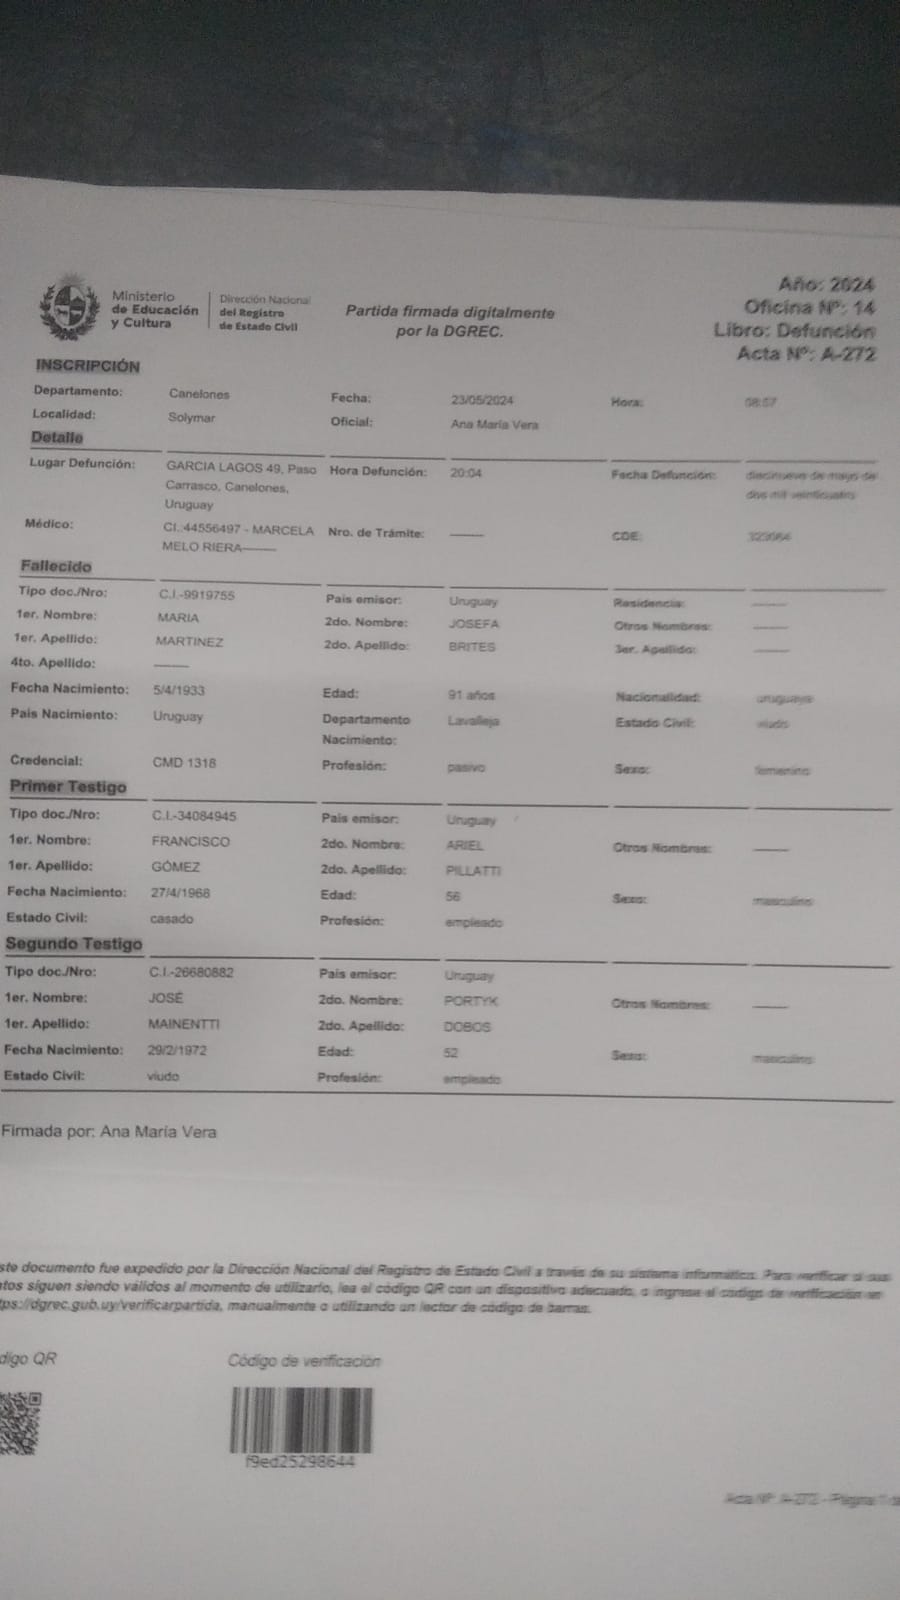 Ministerio
de Educación
y Cultura
Dirección Nacional
del Registro
de Estado Civil
Partida firmada digitalmente
por la DGREC.
Año: 2024
Oficina Nº: 14
Libro: Defunción
Acta Nº: A-272
INSCRIPCIÓN
Departamento: Canelones Fecha: 23/05/2024 Hora: 08:57
Localidad: Solymar Oficial: Ana María Vera
Detalle
Lugar Defunción: GARCIA LAGOS 49, Paso Hora Defunción: 20:04 Fecha Defunción: diecinueve de mayo de
Carrasco, Canelones, dos mil veinticuatro
Uruguay
Médico: CI.:44556497 - MARCELA Nro. de Trámite: ------- CDE:
MELO RIERA-------
Fallecido
Tipo doc./Nro: C.I.-9919755 País emisor: Uruguay Residencia: -------
1er. Nombre: MARIA 2do. Nombre: JOSEFA Otros Nombres: -------
1er. Apellido: MARTINEZ 2do. Apellido: BRITES 3er. Apellido: -------
4to. Apellido: -------
Fecha Nacimiento: 5/4/1933 Edad: 91 años Nacionalidad: uruguaya
País Nacimiento: Uruguay Departamento Lavalleja Estado Civil: viudo
Nacimiento:
Credencial: CMD 1318 Profesión: pasivo Sexo: femenino
Primer Testigo
Tipo doc./Nro: C.I.-34084945 País emisor: Uruguay
1er. Nombre: FRANCISCO 2do. Nombre: ARIEL Otros Nombres: -------
1er. Apellido: GÓMEZ 2do. Apellido: PILLATTI
Fecha Nacimiento: 27/4/1968 Edad: 56 Sexo: masculino
Estado Civil: casado Profesión: empleado
Segundo Testigo
Tipo doc./Nro: C.I.-26680882 País emisor: Uruguay
1er. Nombre: JOSÉ 2do. Nombre: PORTYK Otros Nombres: -------
1er. Apellido: MAINENTTI 2do. Apellido: DOBOS
Fecha Nacimiento: 29/2/1972 Edad: 52 Sexo: masculino
Estado Civil: viudo Profesión: empleado
Firmada por: Ana María Vera
ste documento fue expedido por la Dirección Nacional del Registro de Estado Civil a través de su sistema informático. Para verificar si sus
atos siguen siendo válidos al momento de utilizarlo, lea el código QR con un dispositivo adecuado, o ingrese el código de verificación en
tps://dgrec.gub.uy/verificarpartida, manualmente o utilizando un lector de código de barras.
digo QR
Código de verificación
f9ed25298644
Acta Nº: A-272 - Página 1